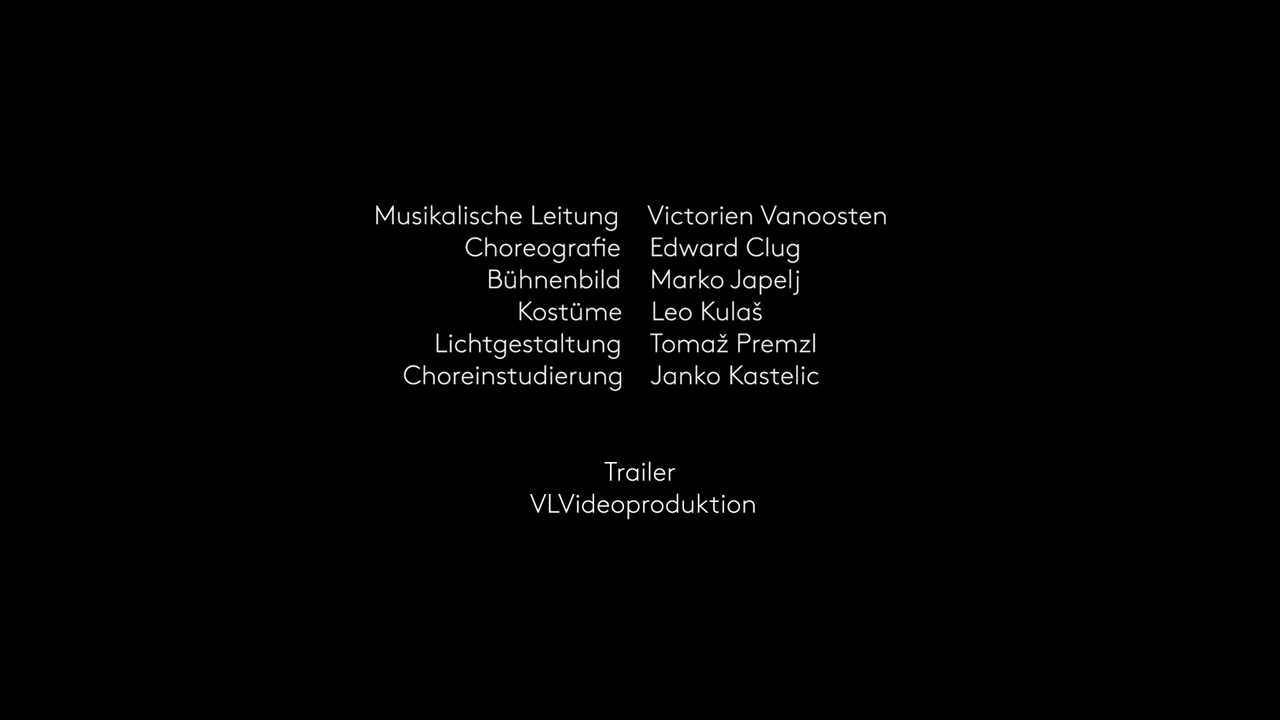 Musikalische Leitung Victorien Vanoosten
Choreografie Edward Clug
Bühnenbild Marko Japelj
Kostüme Leo Kulaš
Lichtgestaltung Tomaž Premzl
Choreinstudierung Janko Kastelic
Trailer
VLVideoproduktion